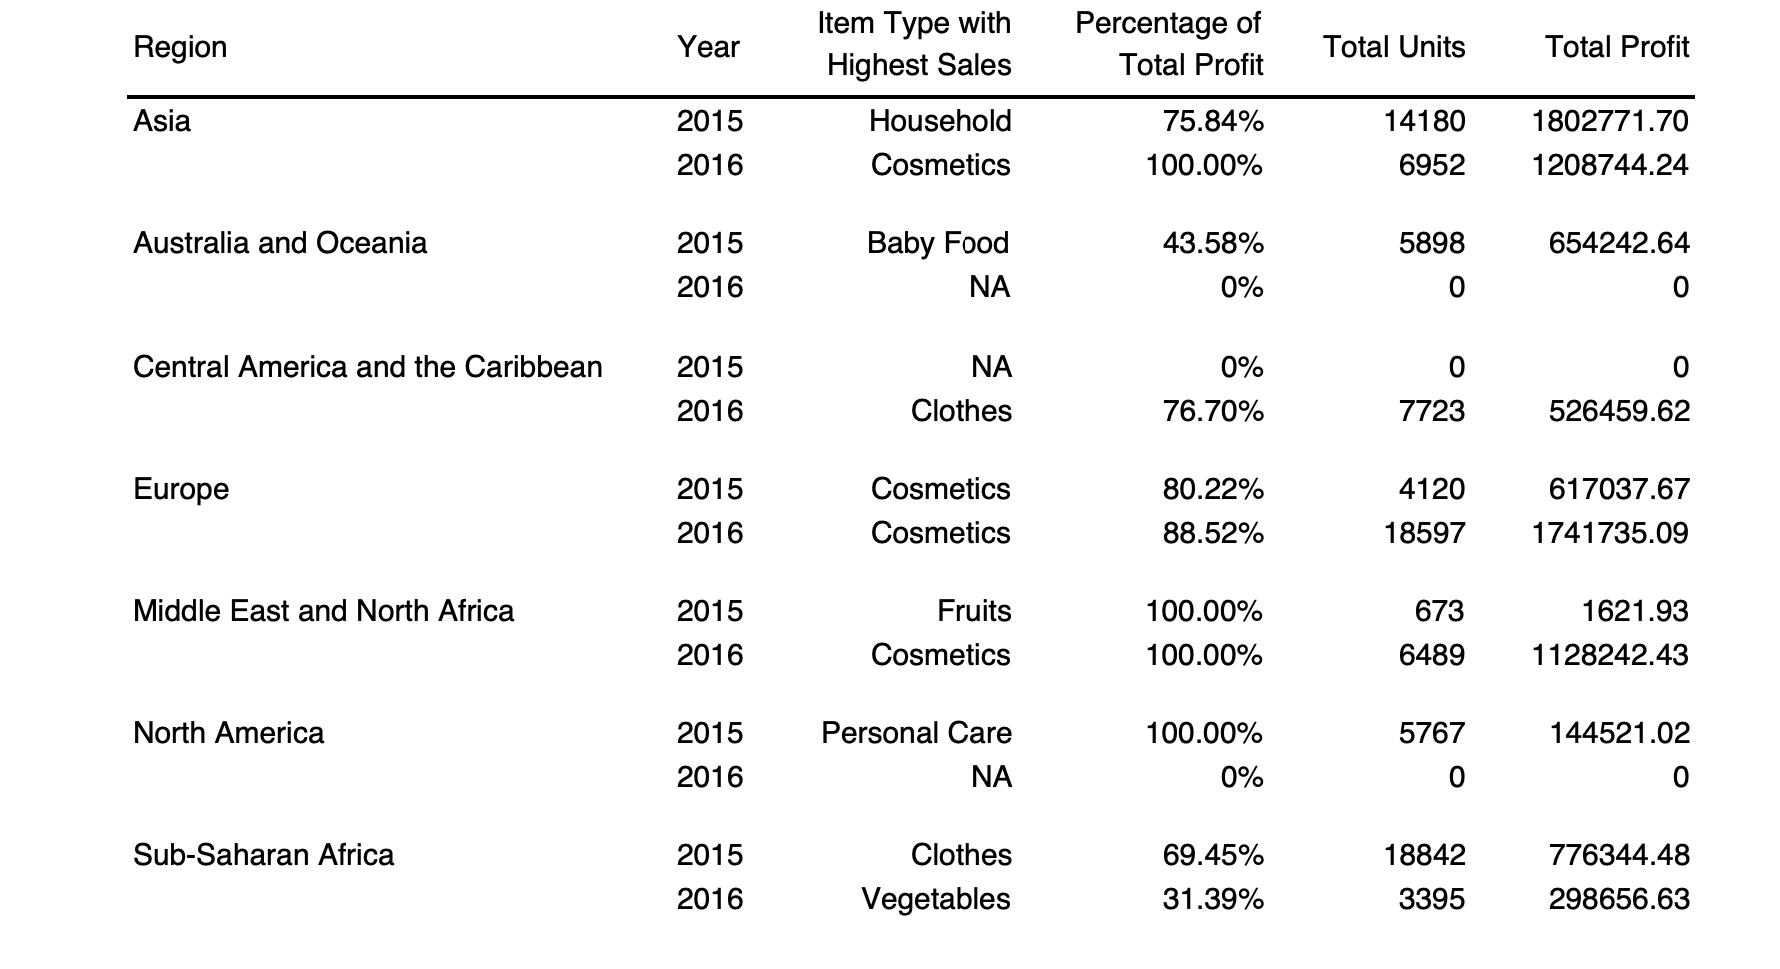 Region Year Item Type with Highest Sales Percentage of Total Profit Total Units Total Profit
Asia 2015 Household 75.84% 14180 1802771.70
2016 Cosmetics 100.00% 6952 1208744.24
Australia and Oceania 2015 Baby Food 43.58% 5898 654242.64
2016 NA 0% 0 0
Central America and the Caribbean 2015 NA 0% 0 0
2016 Clothes 76.70% 7723 526459.62
Europe 2015 Cosmetics 80.22% 4120 617037.67
2016 Cosmetics 88.52% 18597 1741735.09
Middle East and North Africa 2015 Fruits 100.00% 673 1621.93
2016 Cosmetics 100.00% 6489 1128242.43
North America 2015 Personal Care 100.00% 5767 144521.02
2016 NA 0% 0 0
Sub-Saharan Africa 2015 Clothes 69.45% 18842 776344.48
2016 Vegetables 31.39% 3395 298656.63